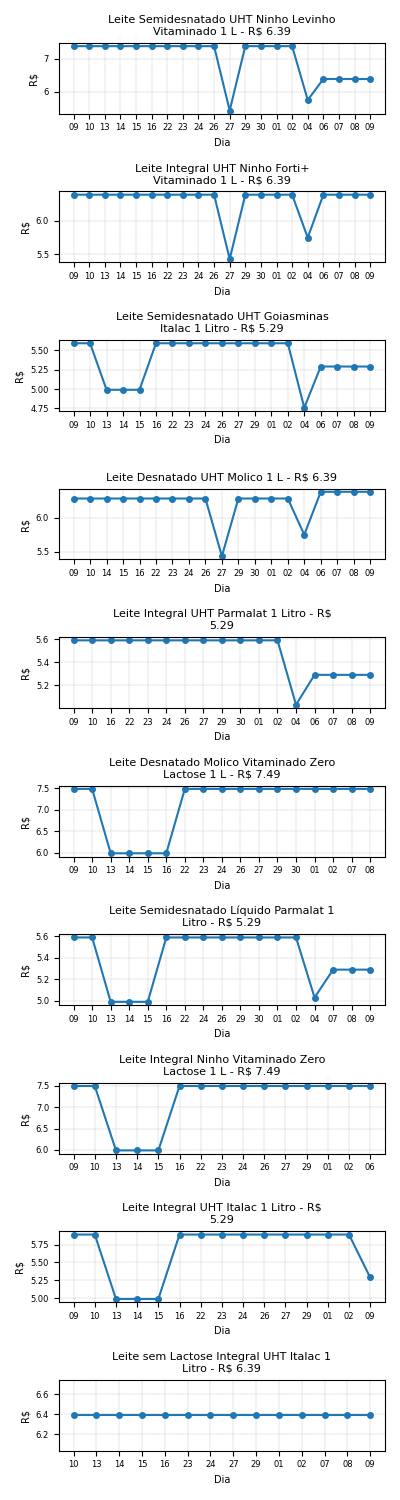 Leite Semidesnatado UHT Ninho Levinho
Vitaminado 1 L - R$ 6.39
7
6
R$
09 10 13 14 15 16 22 23 24 26 27 29 30 01 02 04 06 07 08 09
Dia
Leite Integral UHT Ninho Forti+
Vitaminado 1 L - R$ 6.39
6.0
5.5
R$
09 10 13 14 15 16 22 23 24 26 27 29 30 01 02 04 06 07 08 09
Dia
Leite Semidesnatado UHT Goiasminas
Italac 1 Litro - R$ 5.29
5.50
5.25
5.00
4.75
R$
09 10 13 14 15 16 22 23 24 26 27 29 30 01 02 04 06 07 08 09
Dia
Leite Desnatado UHT Molico 1 L - R$ 6.39
6.0
5.5
R$
09 10 14 15 16 22 23 24 26 27 29 30 01 02 04 06 07 08 09
Dia
Leite Integral UHT Parmalat 1 Litro - R$
5.29
5.6
5.4
5.2
R$
09 10 16 22 23 24 26 27 29 30 01 02 04 06 07 08 09
Dia
Leite Desnatado Molico Vitaminado Zero
Lactose 1 L - R$ 7.49
7.5
7.0
6.5
6.0
R$
09 10 13 14 15 16 22 23 24 26 27 29 30 01 02 07 08
Dia
Leite Semidesnatado Líquido Parmalat 1
Litro - R$ 5.29
5.6
5.4
5.2
5.0
R$
09 10 13 14 15 16 22 24 26 29 30 01 02 04 07 08 09
Dia
Leite Integral Ninho Vitaminado Zero
Lactose 1 L - R$ 7.49
7.5
7.0
6.5
6.0
R$
09 10 13 14 15 16 22 23 24 26 27 29 01 02 06
Dia
Leite Integral UHT Italac 1 Litro - R$
5.29
5.75
5.50
5.25
5.00
R$
09 10 13 14 15 16 22 23 24 26 27 29 01 02 09
Dia
Leite sem Lactose Integral UHT Italac 1
Litro - R$ 6.39
6.6
6.4
6.2
R$
10 13 14 15 16 23 24 27 29 01 02 07 08 09
Dia